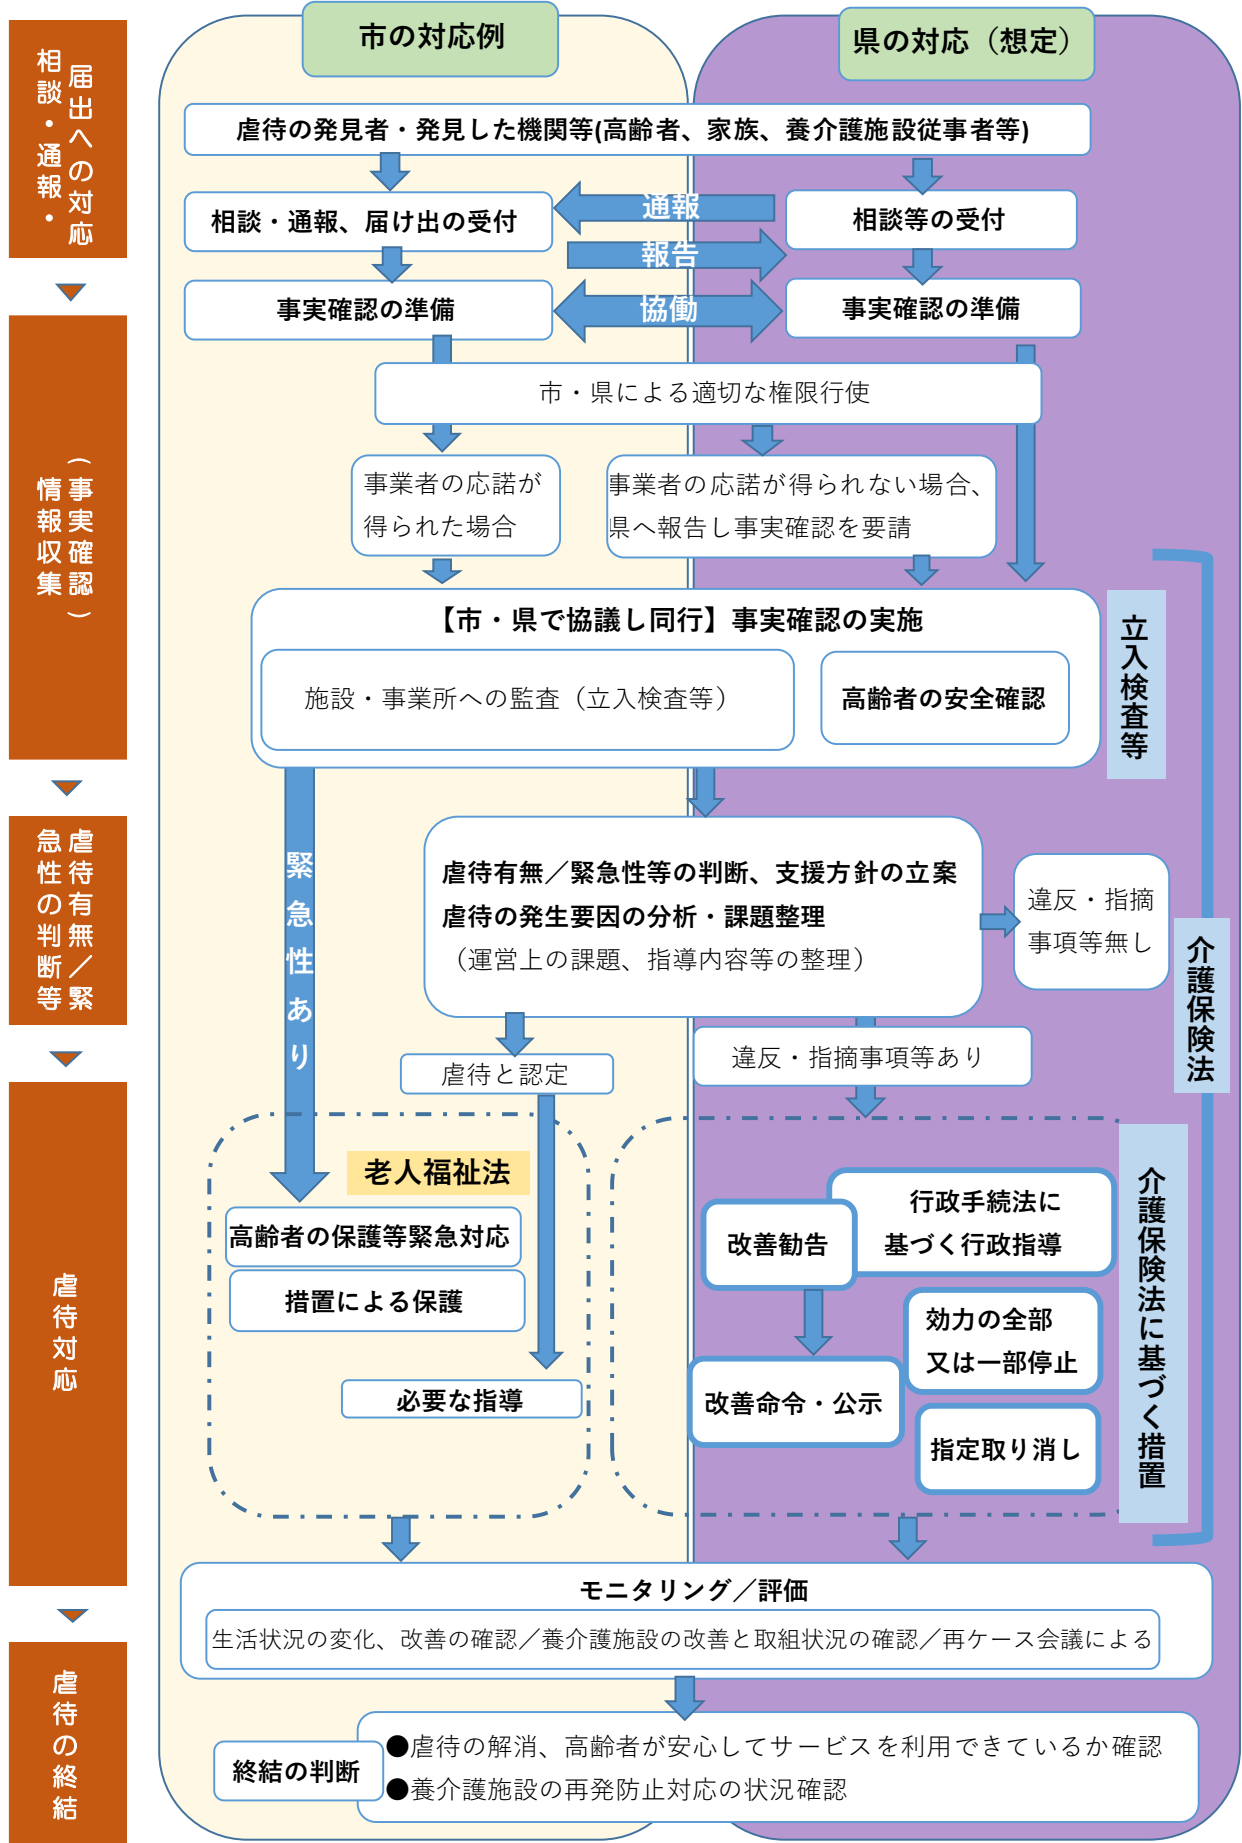 市の対応例
県の対応（想定）
相談・通報・
届出への対応
虐待の発見者・発見した機関等(高齢者、家族、養介護施設従事者等)
相談・通報、届け出の受付
通報
相談等の受付
報告
事実確認の準備
協働
事実確認の準備
情報収集
（事実確認）
市・県による適切な権限行使
事業者の応諾が
得られた場合
事業者の応諾が得られない場合、
県へ報告し事実確認を要請
【市・県で協議し同行】事実確認の実施
施設・事業所への監査（立入検査等）
高齢者の安全確認
立入検査等
虐待有無／緊
急性の判断等
緊急性あり
虐待有無／緊急性等の判断、支援方針の立案
虐待の発生要因の分析・課題整理
（運営上の課題、指導内容等の整理）
違反・指摘
事項等無し
介護保険法
虐待と認定
違反・指摘事項等あり
虐待対応
老人福祉法
高齢者の保護等緊急対応
措置による保護
必要な指導
行政手続法に
基づく行政指導
改善勧告
効力の全部
又は一部停止
改善命令・公示
指定取り消し
介護保険法に基づく措置
モニタリング／評価
生活状況の変化、改善の確認／養介護施設の改善と取組状況の確認／再ケース会議による
虐待の終結
終結の判断
●虐待の解消、高齢者が安心してサービスを利用できているか確認
●養介護施設の再発防止対応の状況確認